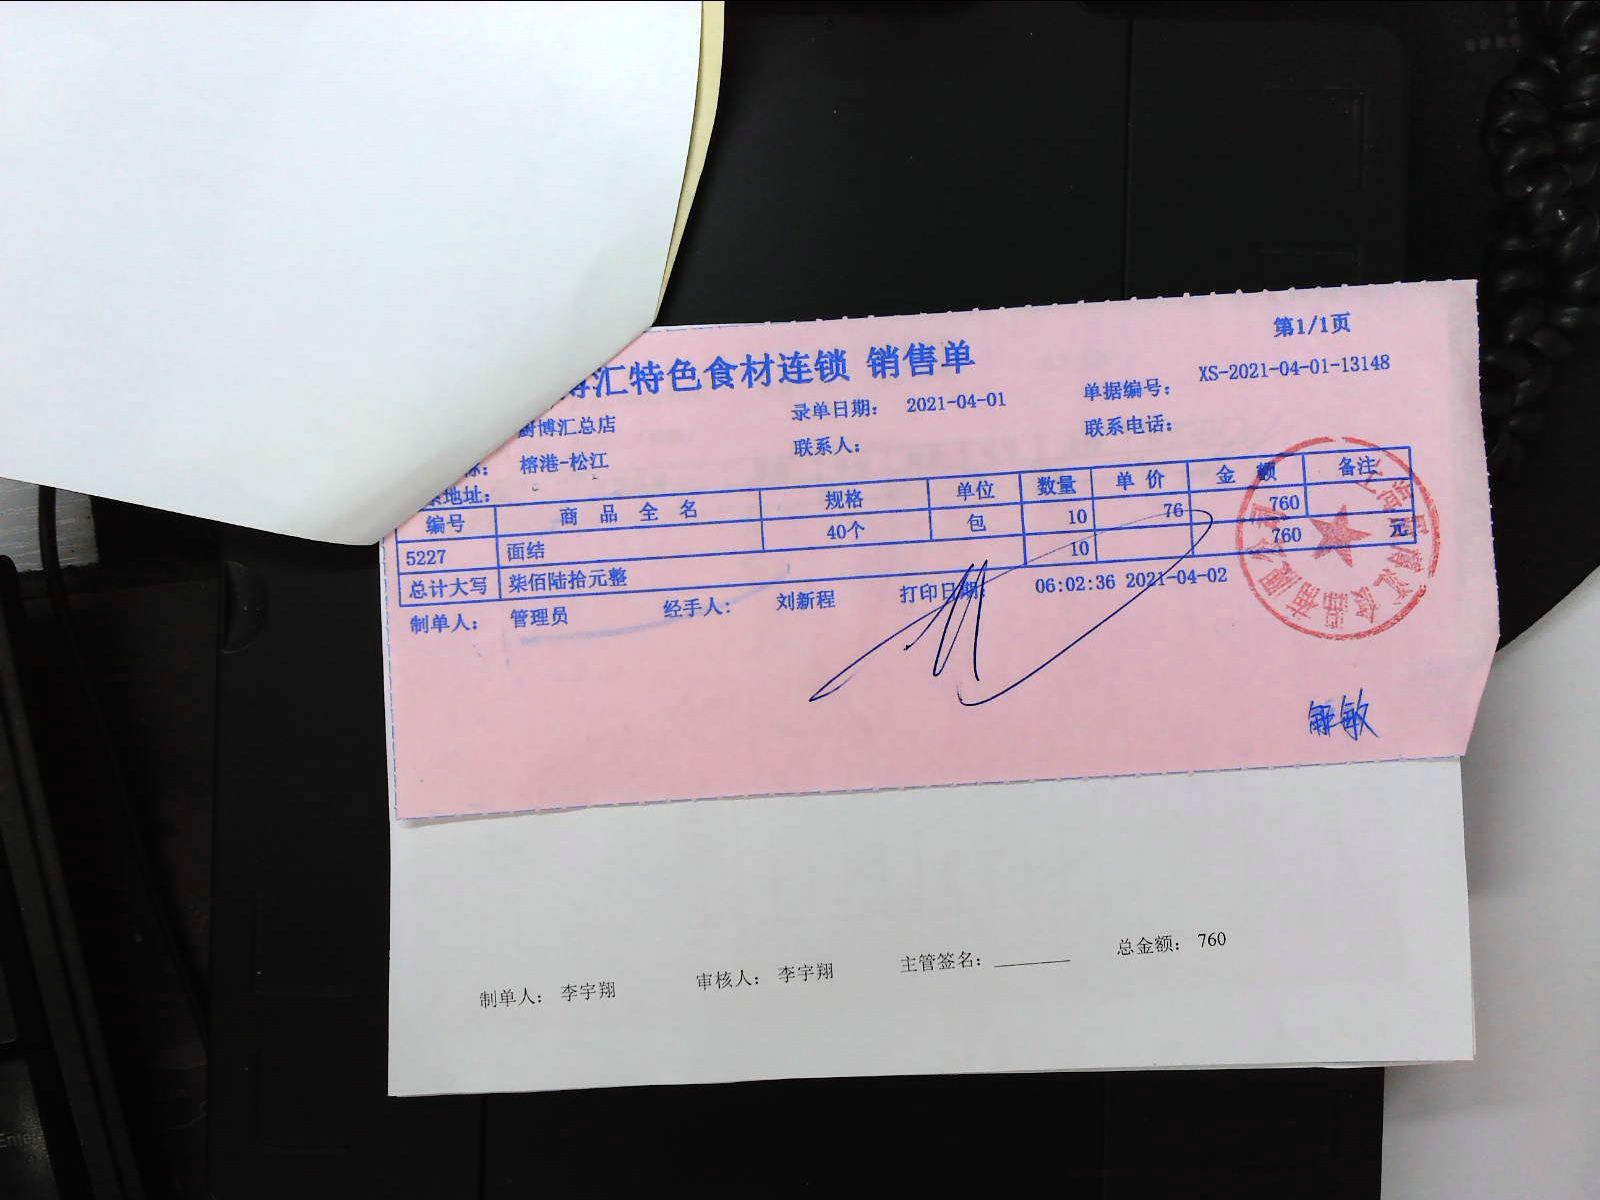 第1/1页
博汇特色食材连锁 销售单
厨博汇总店 录单日期： 2021-04-01 单据编号： XS-2021-04-01-13148
称： 榕港-松江 联系人： 联系电话：
地址：
编号 商 品 全 名 规格 单位 数量 单 价 金 额 备注
5227 面结 40个 包 10 76 760
总计大写 柒佰陆拾元整 10 760 元
制单人： 管理员 经手人： 刘新程 打印日期： 06:02:36 2021-04-02
解敏
制单人： 李宇翔 审核人： 李宇翔 主管签名： ________ 总金额： 760